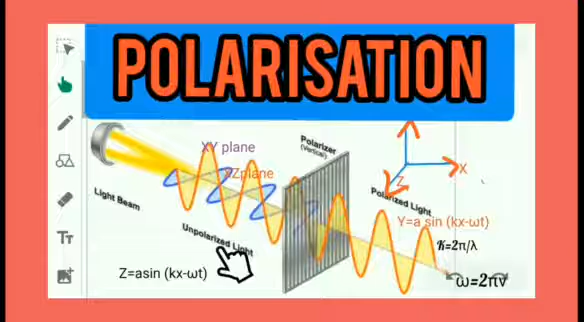 POLARISATION
XY plane
XZplane
Polarizer
(Vertical)
X
Z
Light Beam
Polarized Light
Y=a sin (kx-ωt)
Unpolarized Light
K=2π/λ
Z=asin (kx-ωt)
ω=2πν
Tт